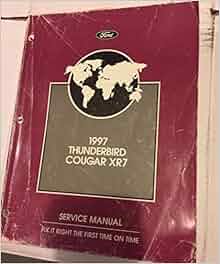 Ford
1997
THUNDERBIRD
COUGAR XR7
SERVICE MANUAL
FIX IT RIGHT THE FIRST TIME ON TIME